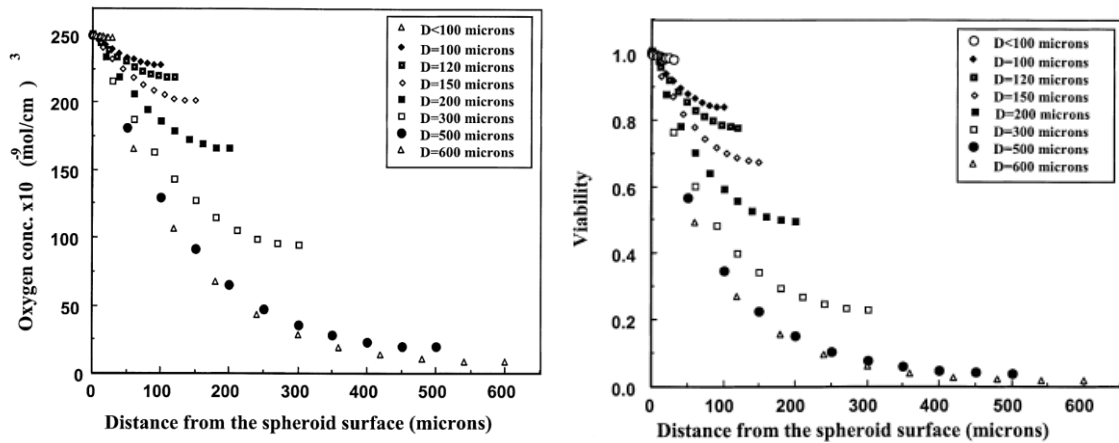 250
200
150
100
50
0
0
100
200
300
400
500
600
Oxygen conc. x10⁻⁹ (mol/cm)³
Distance from the spheroid surface (microns)
D<100 microns
D=100 microns
D=120 microns
D=150 microns
D=200 microns
D=300 microns
D=500 microns
D=600 microns
1.0
0.8
0.6
0.4
0.2
0.0
0
100
200
300
400
500
600
Viability
Distance from the spheroid surface (microns)
D<100 microns
D=100 microns
D=120 microns
D=150 microns
D=200 microns
D=300 microns
D=500 microns
D=600 microns